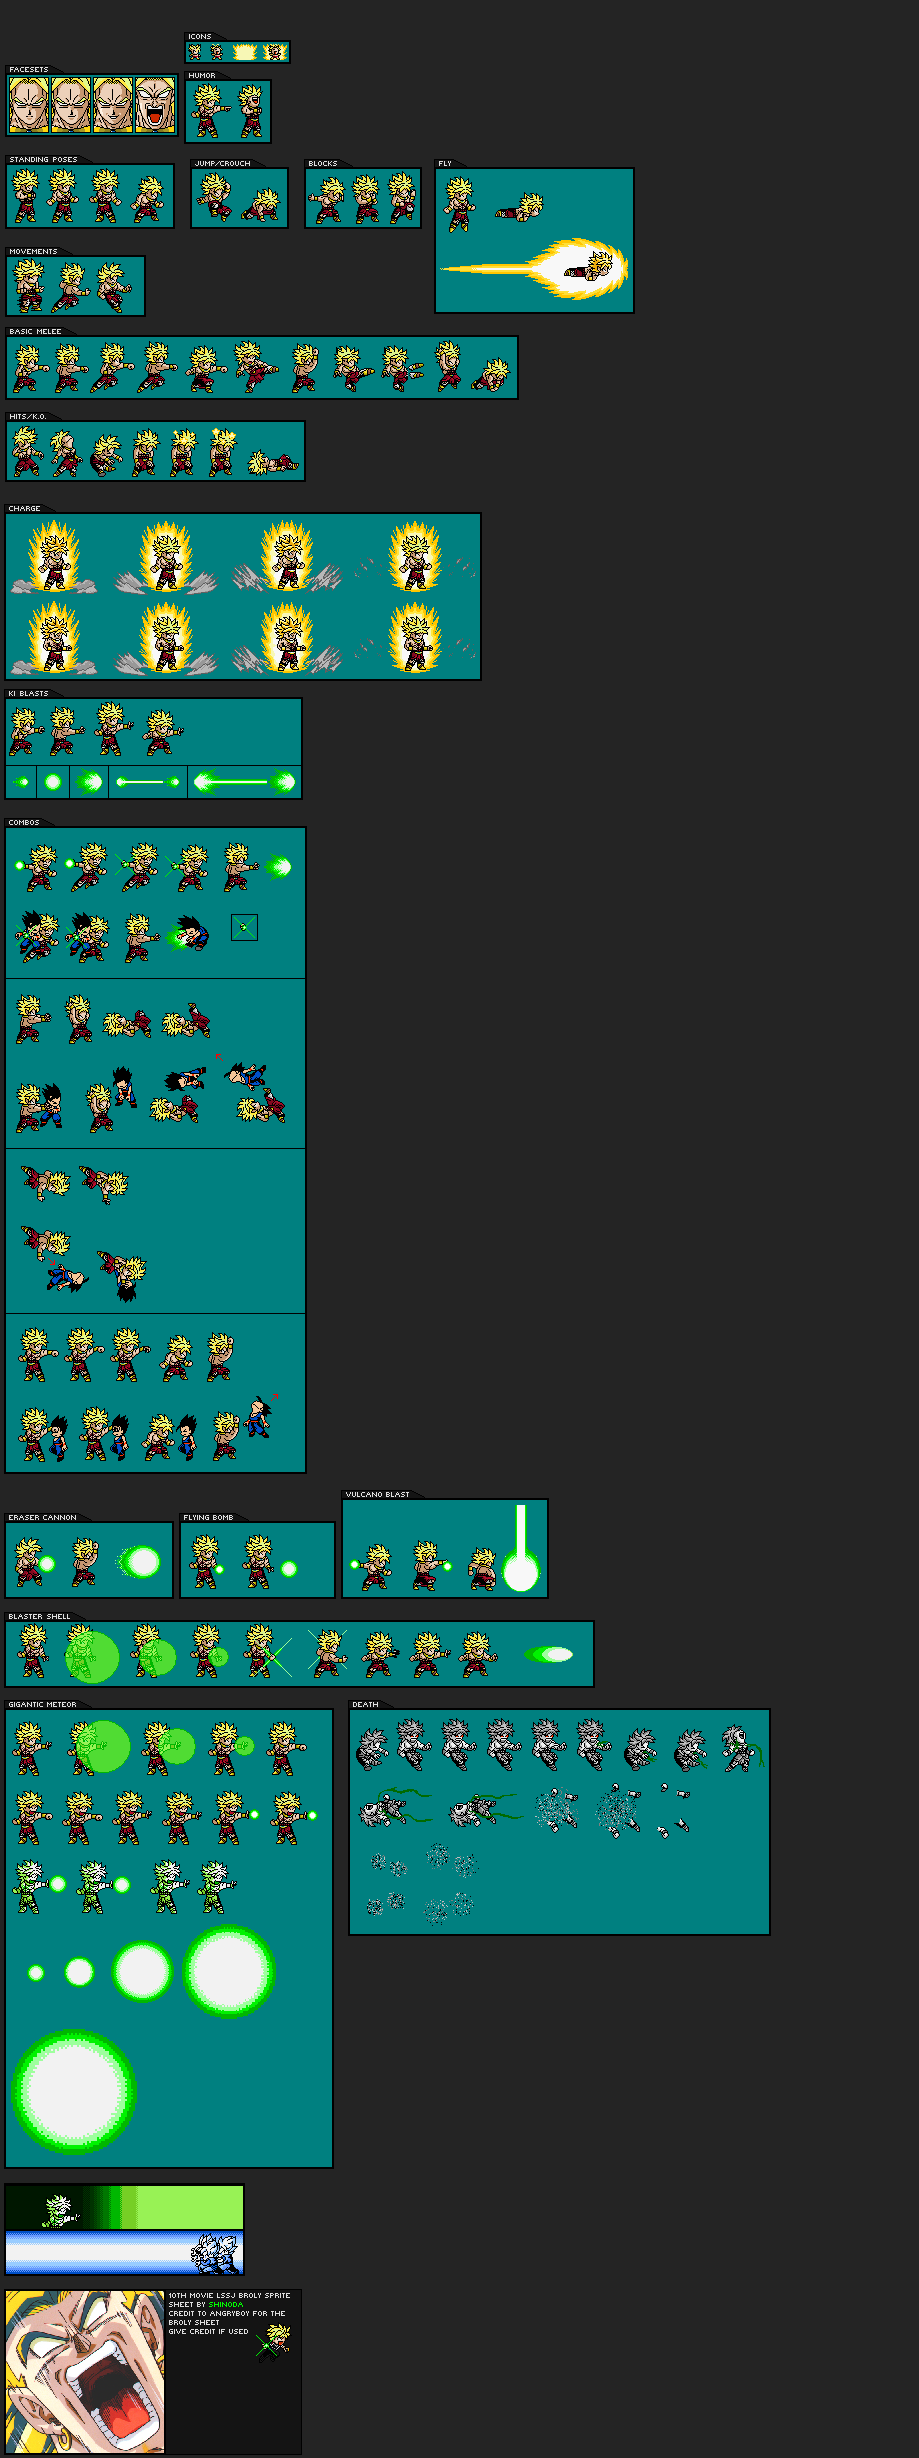 ICONS
FACESETS
HUMOR
STANDING POSES
JUMP/CROUCH
BLOCKS
FLY
MOVEMENTS
BASIC MELEE
HITS/K.O.
CHARGE
KI BLASTS
COMBOS
ERASER CANNON
FLYING BOMB
VULCANO BLAST
BLASTER SHELL
GIGANTIC METEOR
DEATH
10TH MOVIE LSSJ BROLY SPRITE
SHEET BY SHINODA
CREDIT TO ANGRYBOY FOR THE
BROLY SHEET
GIVE CREDIT IF USED